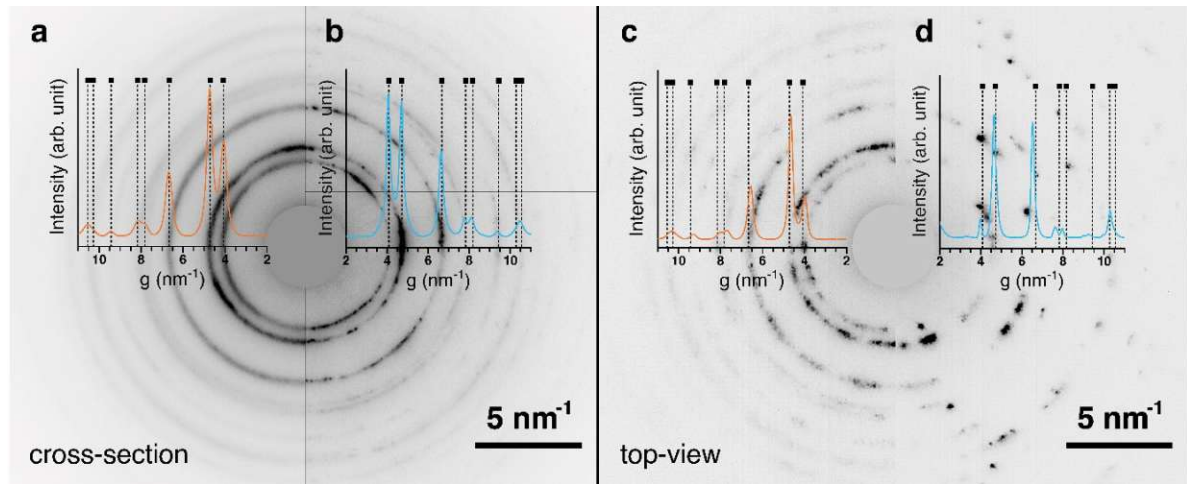 a
b
c
d
Intensity (arb. unit)
10 8 6 4 2
g (nm⁻¹)
Intensity (arb. unit)
2 4 6 8 10
g (nm⁻¹)
Intensity (arb. unit)
10 8 6 4 2
g (nm⁻¹)
Intensity (arb. unit)
2 4 6 8 10
g (nm⁻¹)
cross-section
5 nm⁻¹
top-view
5 nm⁻¹